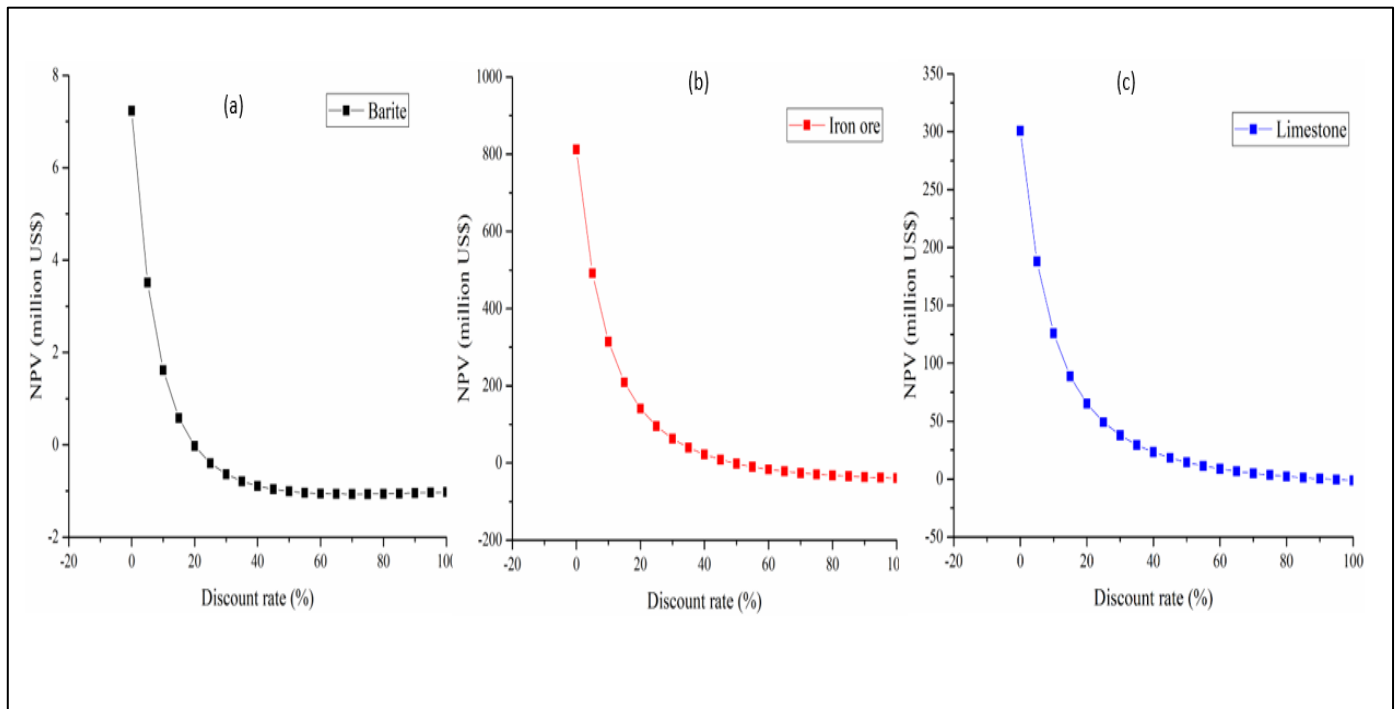 (a)
Barite
8
6
4
2
0
-2
-20 0 20 40 60 80 100
NPV (million US$)
Discount rate (%)
(b)
Iron ore
1000
800
600
400
200
0
-200
-20 0 20 40 60 80 100
NPV (million US$)
Discount rate (%)
(c)
Limestone
350
300
250
200
150
100
50
0
-50
-20 0 20 40 60 80 100
NPV (million US$)
Discount rate (%)